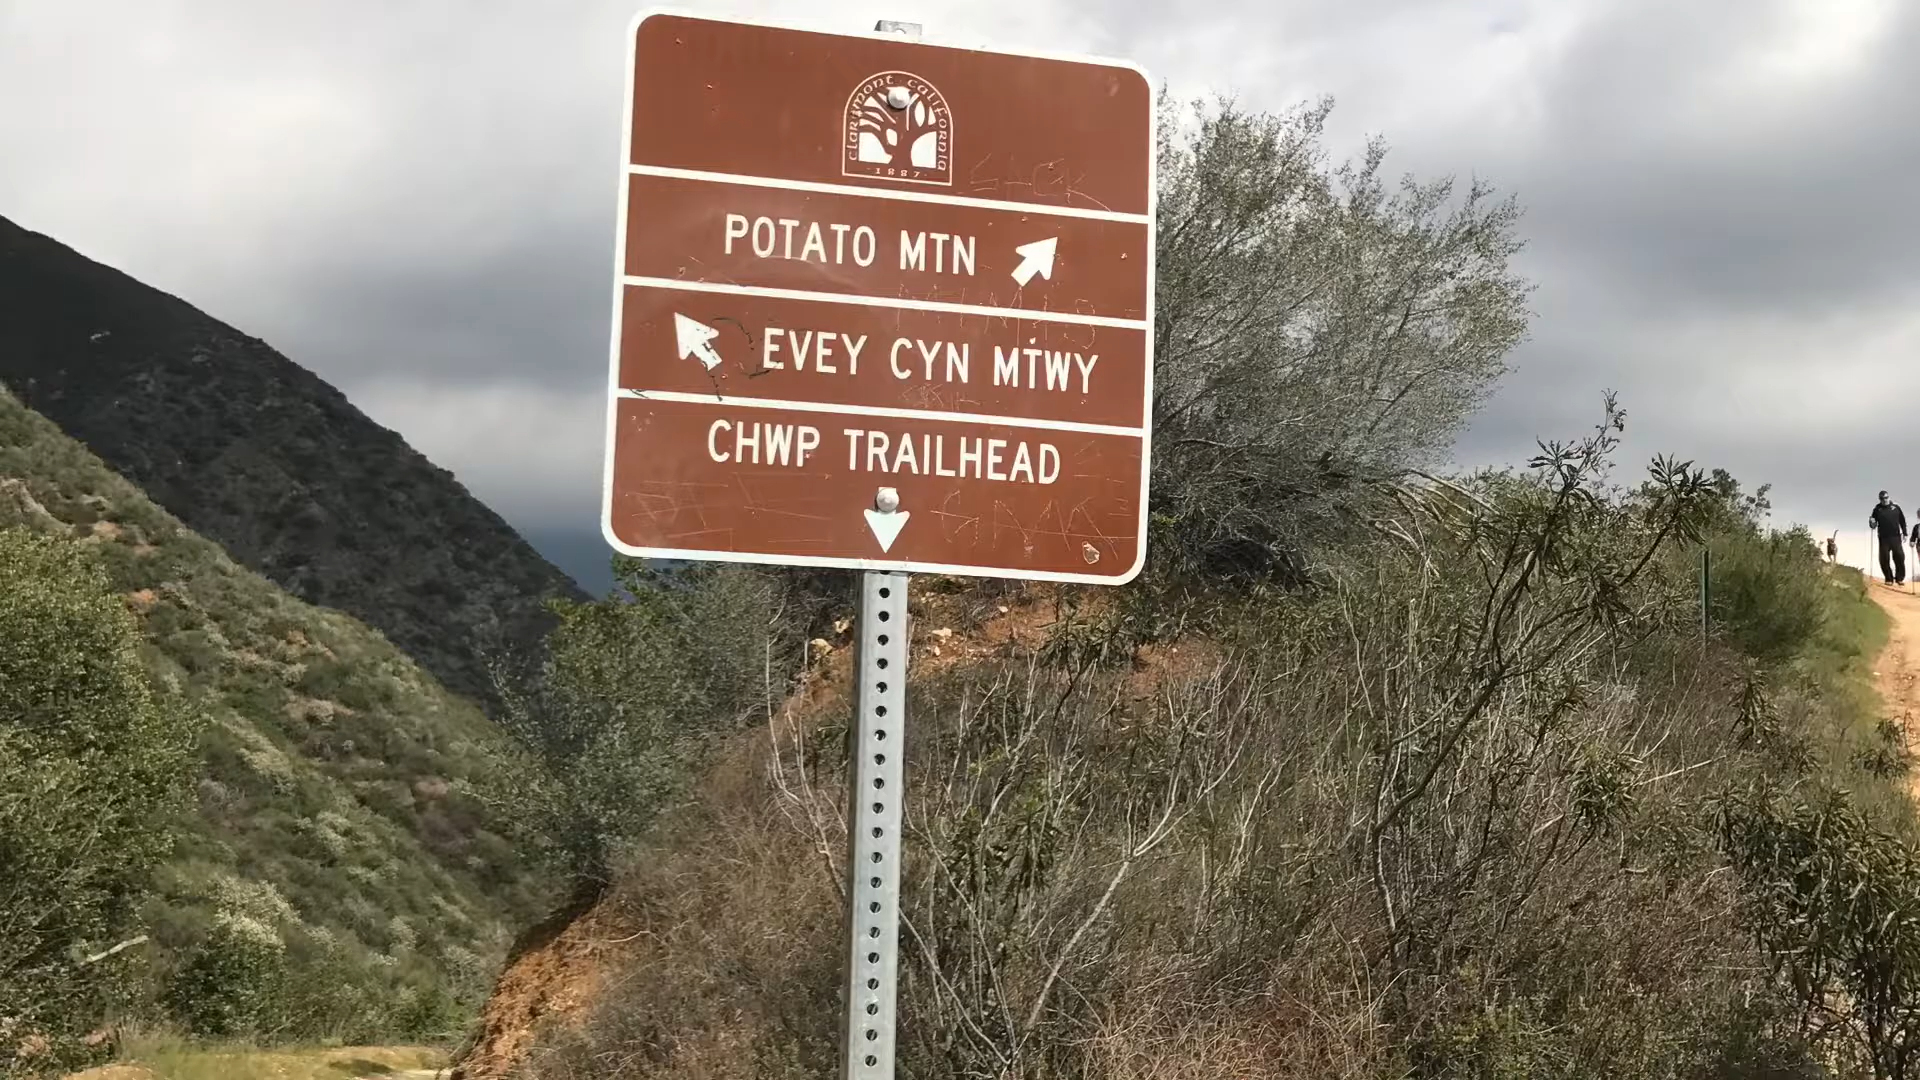 Claremont California
1887
POTATO MTN
EVEY CYN MTWY
CHWP TRAILHEAD